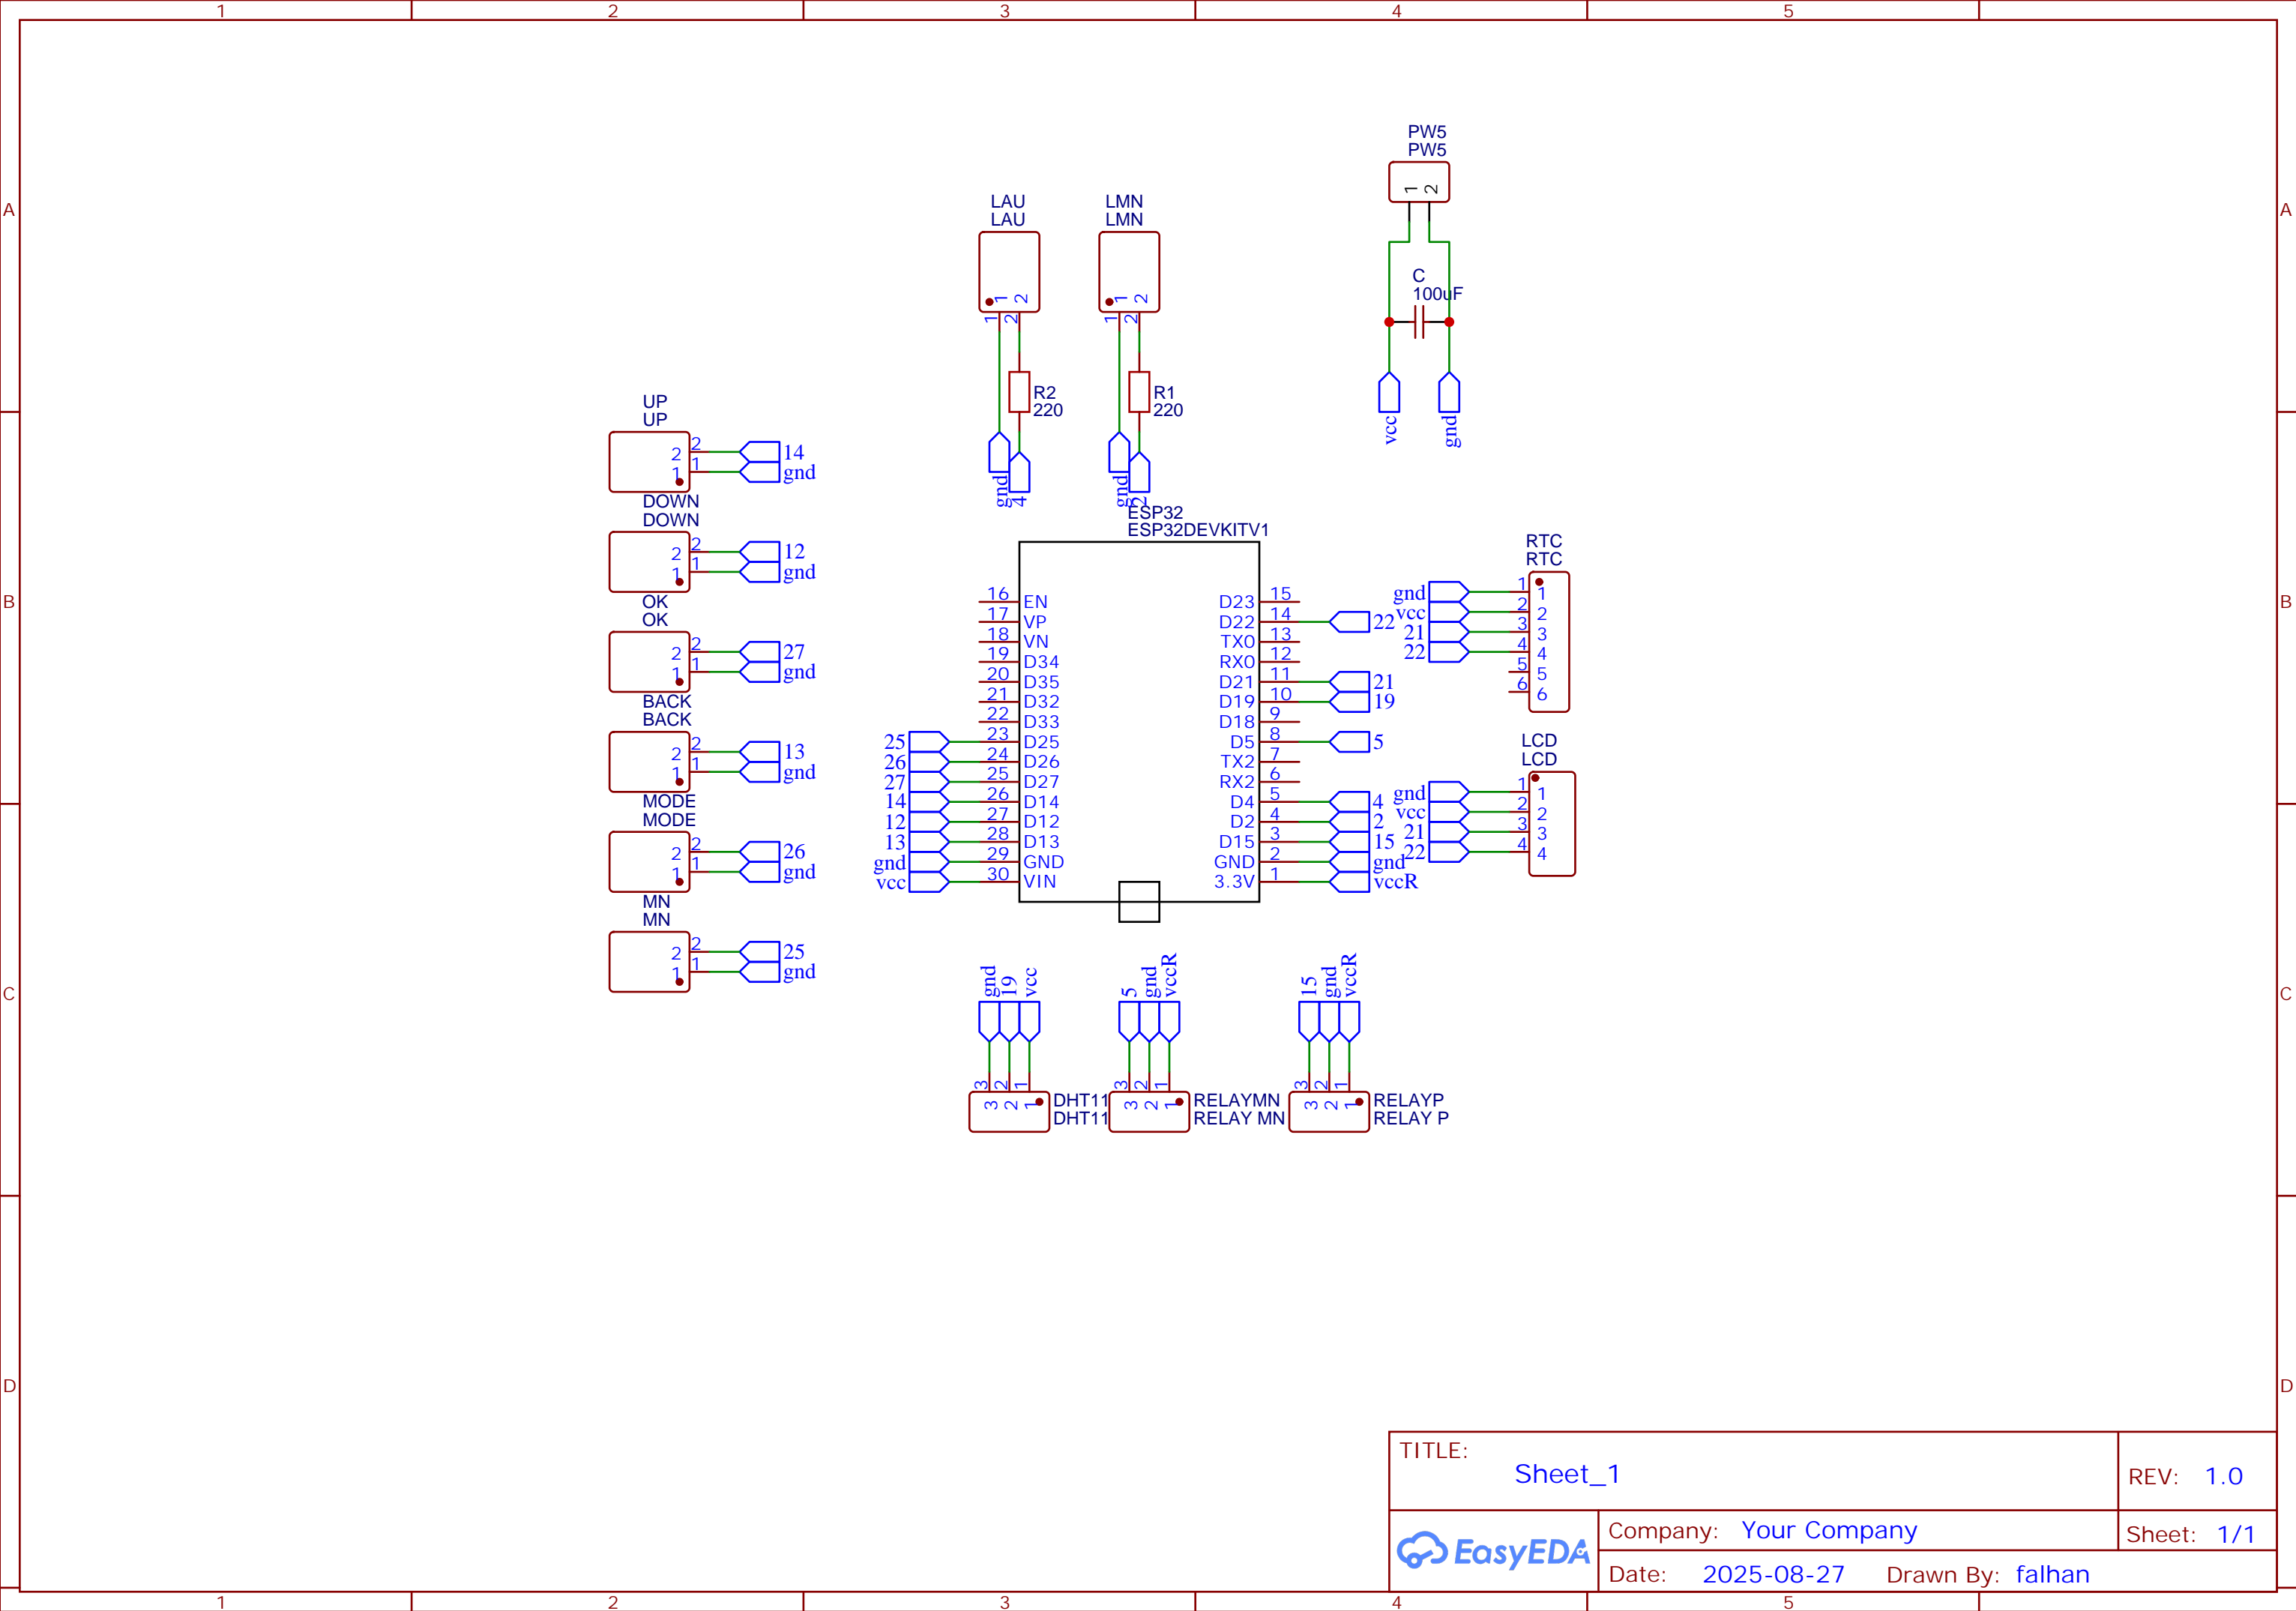 1 2 3 4 5
A A
B B
C C
D D
1 2 3 4 5
PW5
PW5
1 2
C
100uF
vcc gnd
LAU
LAU
1 2
1 2
R2
220
gnd 4
LMN
LMN
1 2
1 2
R1
220
gnd 2
UP
UP
2 2 14
1 1 gnd
DOWN
DOWN
2 2 12
1 1 gnd
OK
OK
2 2 27
1 1 gnd
BACK
BACK
2 2 13
1 1 gnd
MODE
MODE
2 2 26
1 1 gnd
MN
MN
2 2 25
1 1 gnd
ESP32
ESP32DEVKITV1
16 EN
17 VP
18 VN
19 D34
20 D35
21 D32
22 D33
25 23 D25
26 24 D26
27 25 D27
14 26 D14
12 27 D12
13 28 D13
gnd 29 GND
vcc 30 VIN
D23 15
D22 14 22
TX0 13
RX0 12
D21 11 21
D19 10 19
D18 9
D5 8 5
TX2 7
RX2 6
D4 5 4
D2 4 2
D15 3 15
GND 2 gnd
3.3V 1 vccR
RTC
RTC
gnd 1 1
vcc 2 2
21 3 3
22 4 4
5 5
6 6
LCD
LCD
gnd 1 1
vcc 2 2
21 3 3
22 4 4
gnd 19 vcc
3 2 1
3 2 1
DHT11
DHT11
5 gnd vccR
3 2 1
3 2 1
RELAYMN
RELAY MN
15 gnd vccR
3 2 1
3 2 1
RELAYP
RELAY P
TITLE:
Sheet_1
REV: 1.0
EasyEDA
Company: Your Company
Sheet: 1/1
Date: 2025-08-27 Drawn By: falhan